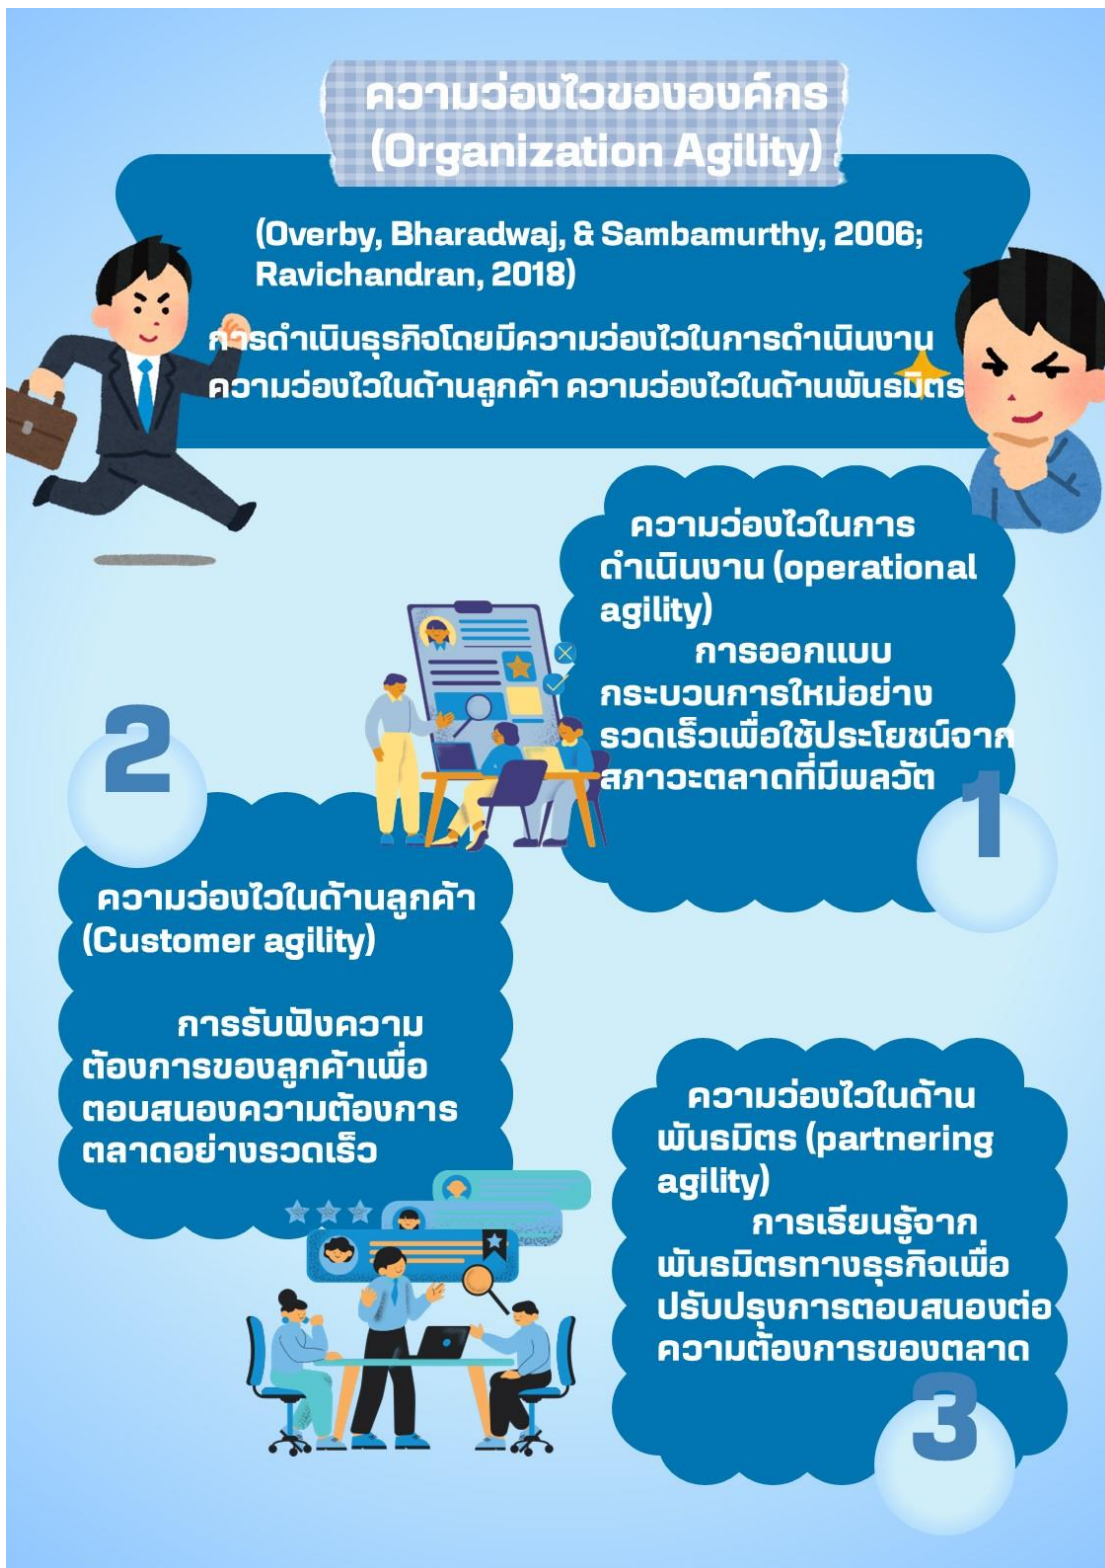 ความว่องไวขององค์กร
(Organization Agility)
(Overby, Bharadwaj, & Sambamurthy, 2006;
Ravichandran, 2018)
การดำเนินธุรกิจโดยมีความว่องไวในการดำเนินงาน
ความว่องไวในด้านลูกค้า ความว่องไวในด้านพันธมิตร
ความว่องไวในการ
ดำเนินงาน (operational
agility)
การออกแบบ
กระบวนการใหม่อย่าง
รวดเร็วเพื่อใช้ประโยชน์จาก
สภาวะตลาดที่มีพลวัต
1
2
ความว่องไวในด้านลูกค้า
(Customer agility)
การรับฟังความ
ต้องการของลูกค้าเพื่อ
ตอบสนองความต้องการ
ตลาดอย่างรวดเร็ว
ความว่องไวในด้าน
พันธมิตร (partnering
agility)
การเรียนรู้จาก
พันธมิตรทางธุรกิจเพื่อ
ปรับปรุงการตอบสนองต่อ
ความต้องการของตลาด
3